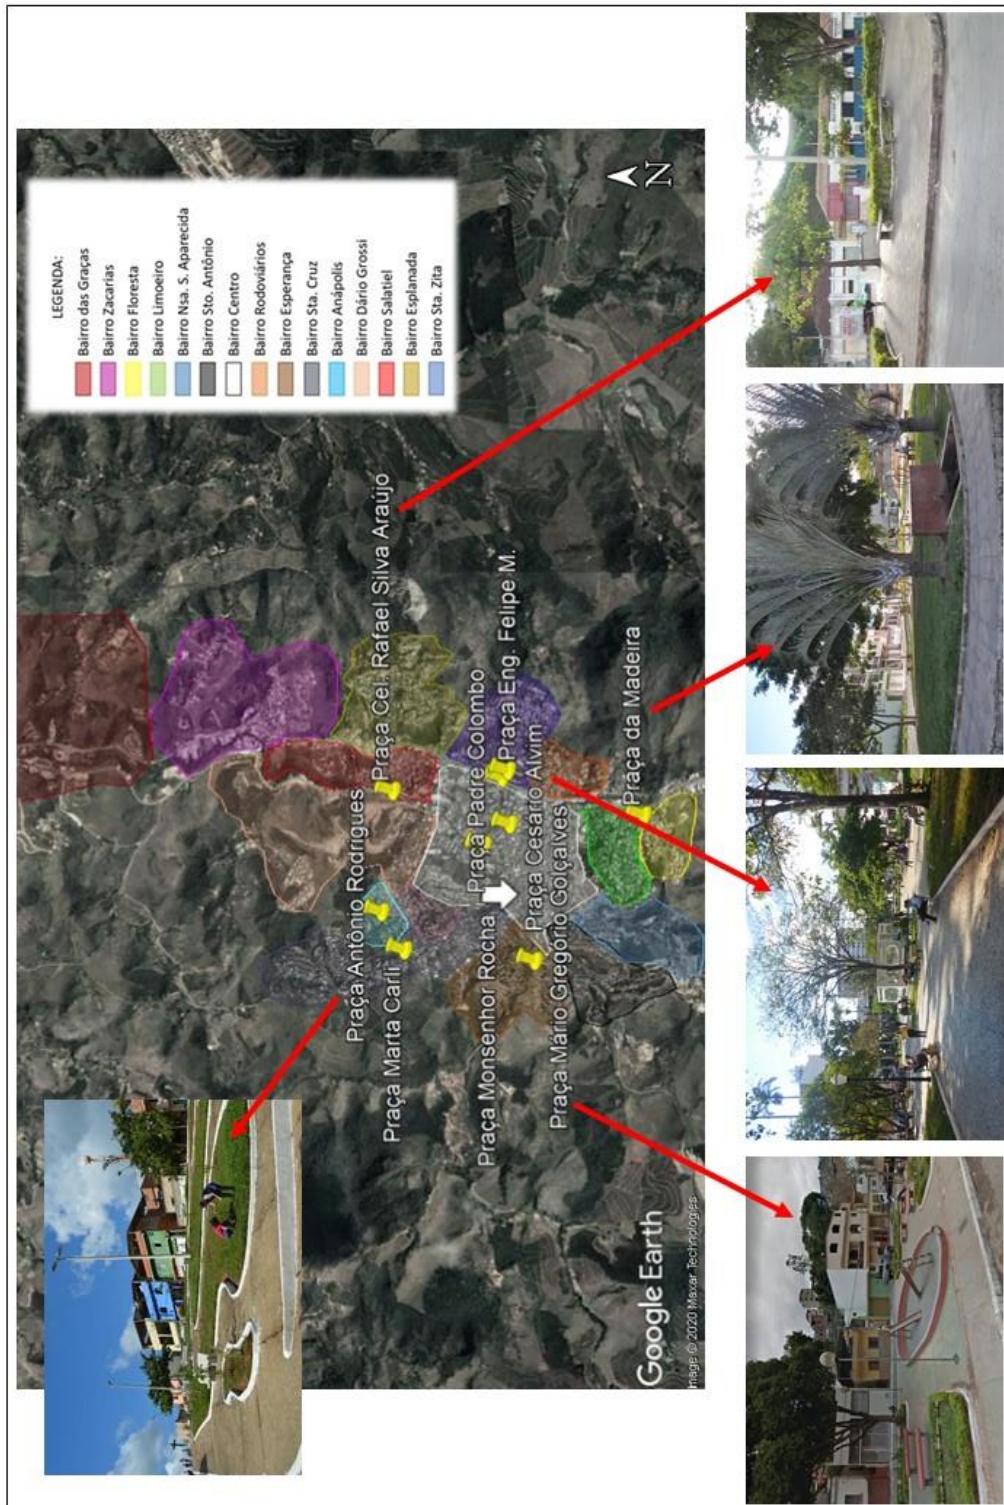 LEGENDA:
Bairro das Graças
Bairro Zacarias
Bairro Floresta
Bairro Limoeiro
Bairro Nsa. S. Aparecida
Bairro Sto. Antônio
Bairro Centro
Bairro Rodoviários
Bairro Esperança
Bairro Sta. Cruz
Bairro Anápolis
Bairro Dário Grossi
Bairro Salatiel
Bairro Esplanada
Bairro Sta. Zita
N
Praça Antônio Rodrigues
Praça Cel. Rafael Silva Araújo
Praça Marta Carli
Praça Padre Colombo
Praça Monsenhor Rocha
Praça Eng. Felipe M.
Praça Cesário Alvim
Praça Mário Gregório Golçalves
Praça da Madeira
Google Earth
Image © 2020 Maxar Technologies